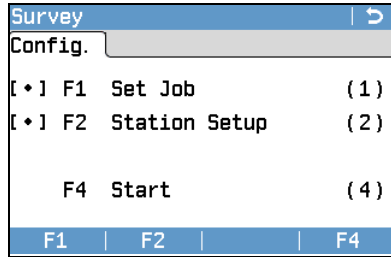 Survey
Config.
[•] F1 Set Job (1)
[•] F2 Station Setup (2)
F4 Start (4)
F1 F2 F4